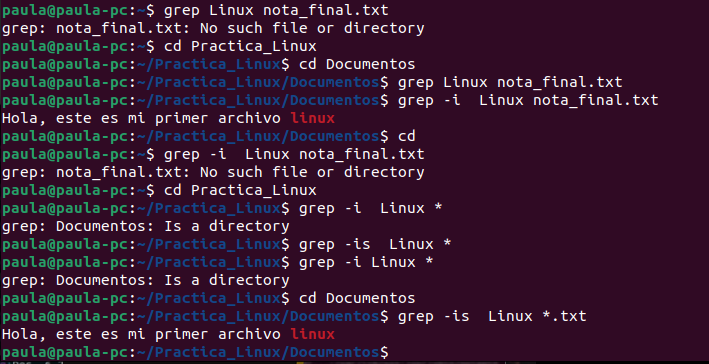 paula@paula-pc:~$ grep Linux nota_final.txt
grep: nota_final.txt: No such file or directory
paula@paula-pc:~$ cd Practica_Linux
paula@paula-pc:~/Practica_Linux$ cd Documentos
paula@paula-pc:~/Practica_Linux/Documentos$ grep Linux nota_final.txt
paula@paula-pc:~/Practica_Linux/Documentos$ grep -i  Linux nota_final.txt
Hola, este es mi primer archivo linux
paula@paula-pc:~/Practica_Linux/Documentos$ cd
paula@paula-pc:~$ grep -i  Linux nota_final.txt
grep: nota_final.txt: No such file or directory
paula@paula-pc:~$ cd Practica_Linux
paula@paula-pc:~/Practica_Linux$ grep -i  Linux *
grep: Documentos: Is a directory
paula@paula-pc:~/Practica_Linux$ grep -is  Linux *
paula@paula-pc:~/Practica_Linux$ grep -i Linux *
grep: Documentos: Is a directory
paula@paula-pc:~/Practica_Linux$ cd Documentos
paula@paula-pc:~/Practica_Linux/Documentos$ grep -is  Linux *.txt
Hola, este es mi primer archivo linux
paula@paula-pc:~/Practica_Linux/Documentos$